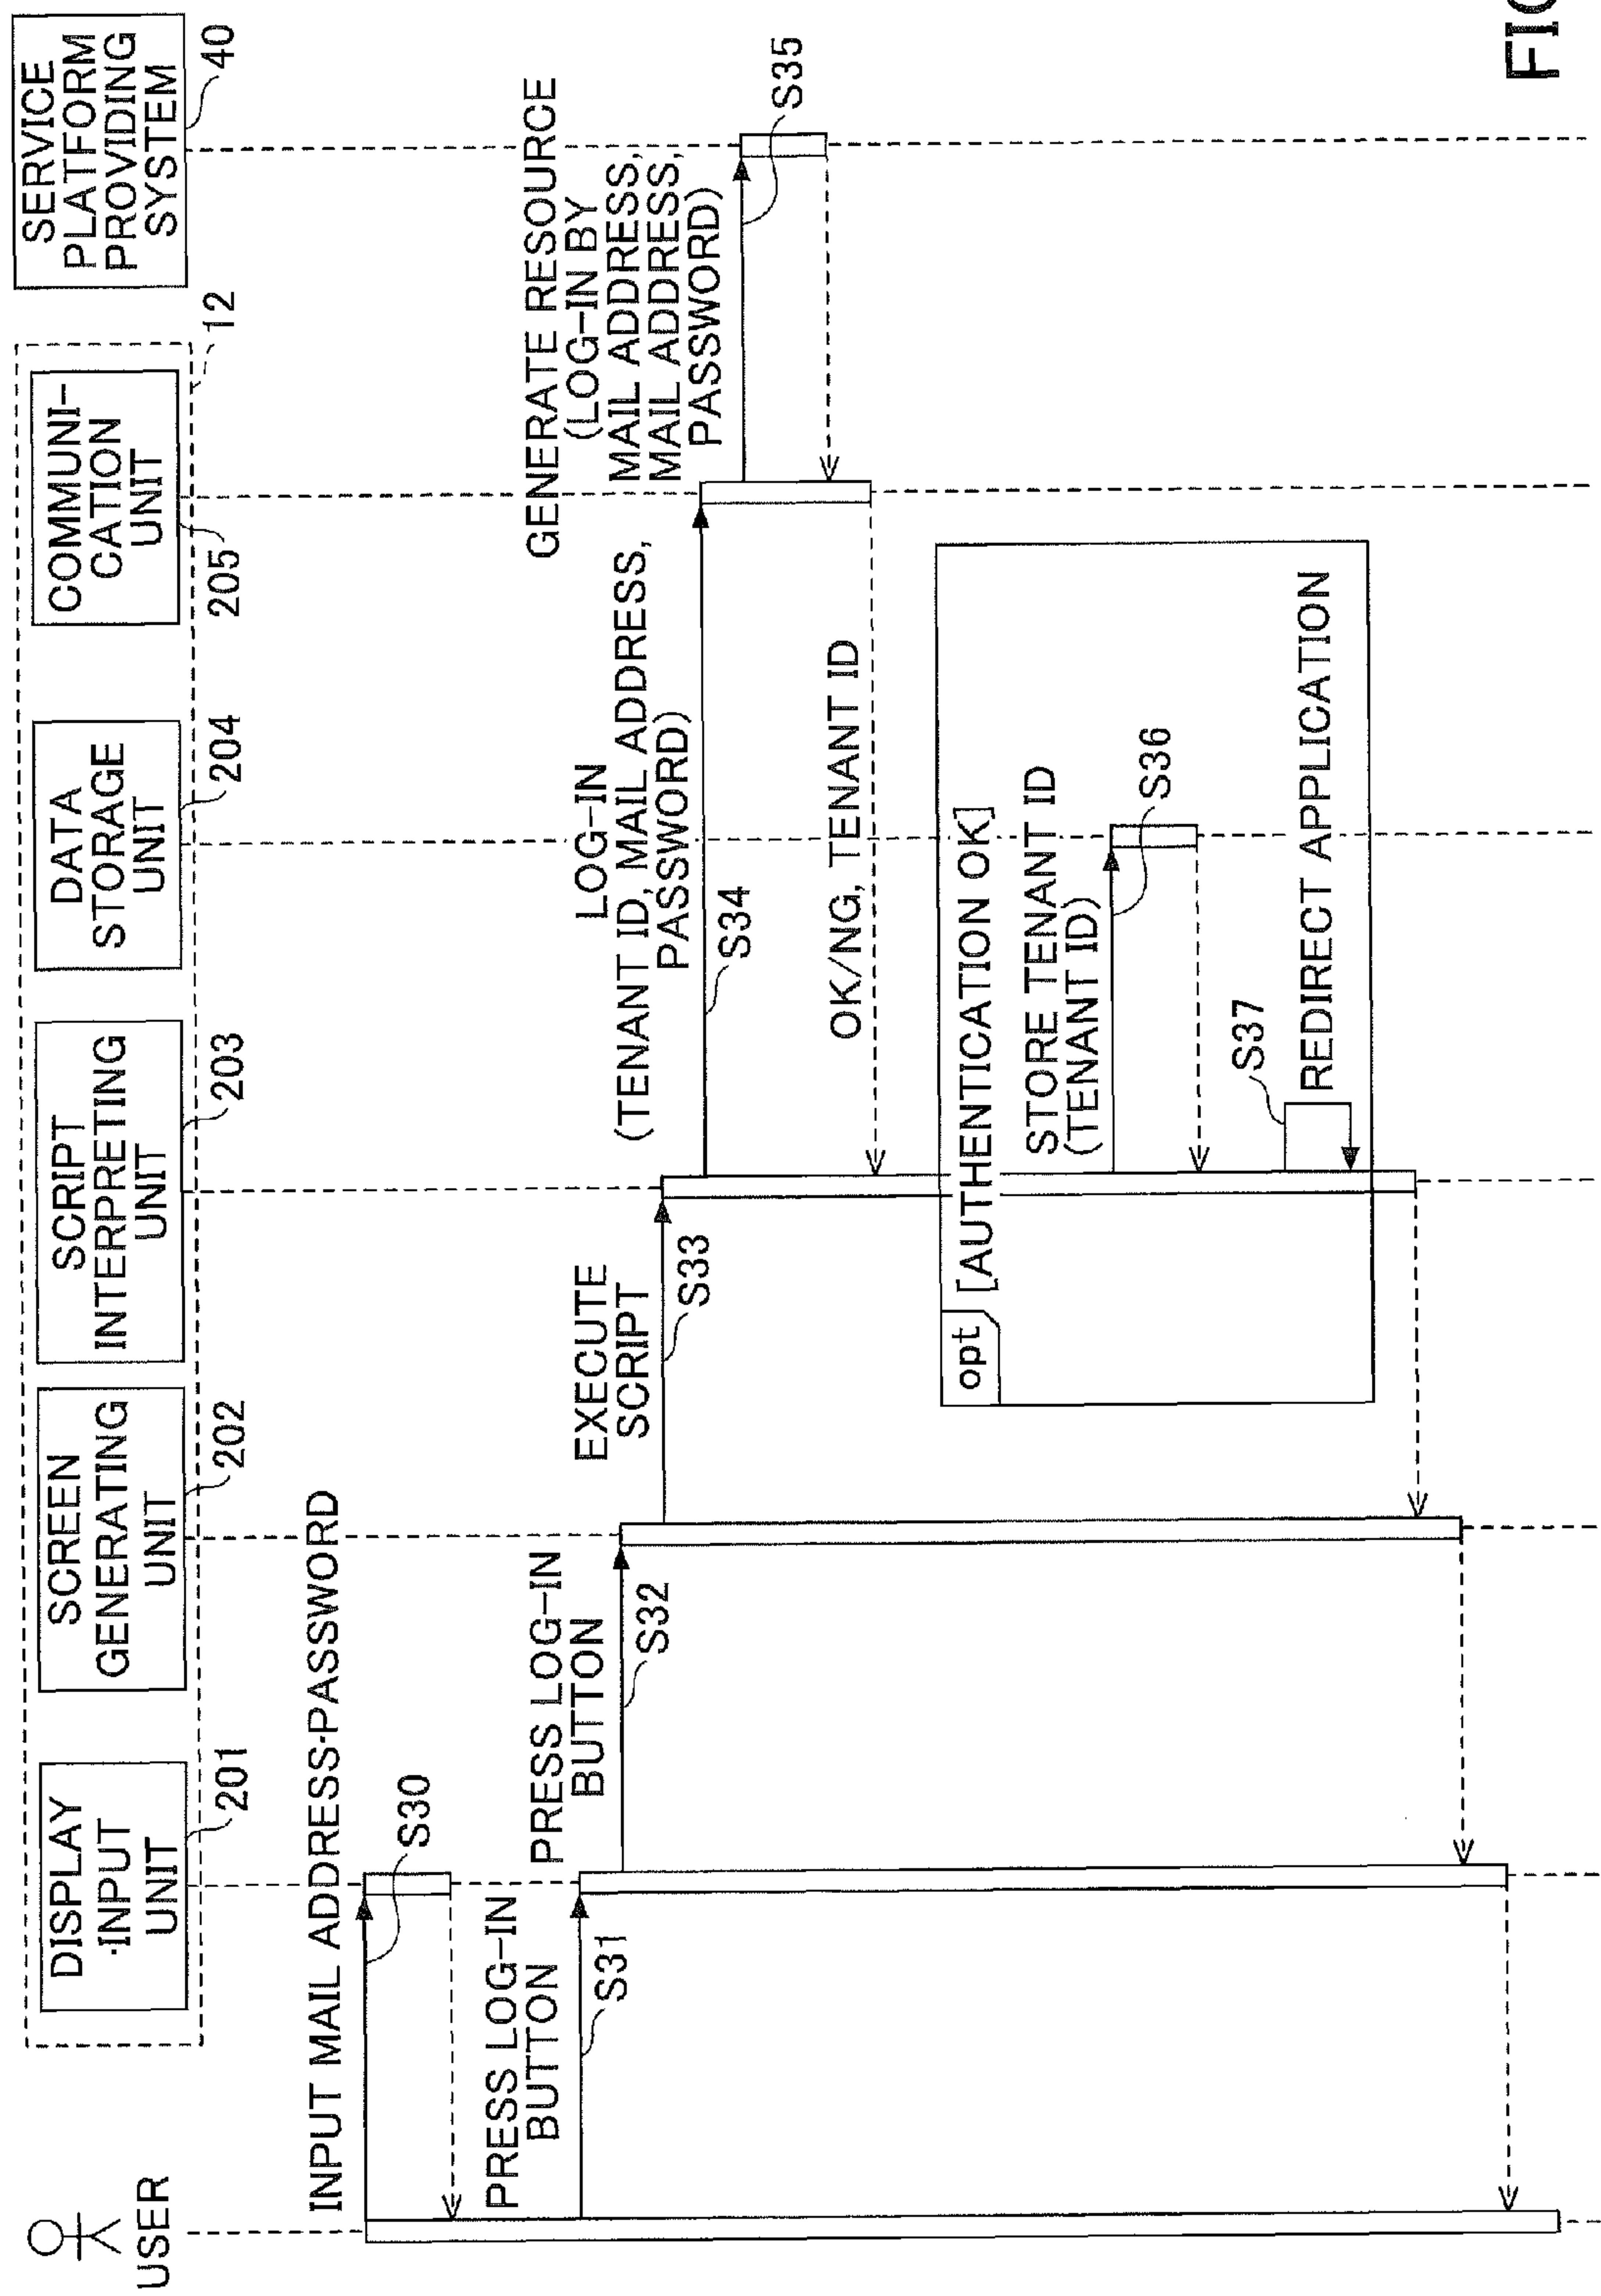 USER
DISPLAY
·INPUT
UNIT
201
SCREEN
GENERATING
UNIT
202
SCRIPT
INTERPRETING
UNIT
203
DATA
STORAGE
UNIT
204
COMMUNI-
CATION
UNIT
205
12
SERVICE
PLATFORM
PROVIDING
SYSTEM
40
INPUT MAIL ADDRESS·PASSWORD
S30
PRESS LOG-IN
BUTTON
S31
PRESS LOG-IN
BUTTON
S32
EXECUTE
SCRIPT
S33
LOG-IN
(TENANT ID, MAIL ADDRESS,
PASSWORD)
S34
GENERATE RESOURCE
(LOG-IN BY
MAIL ADDRESS,
MAIL ADDRESS,
PASSWORD)
S35
OK/NG, TENANT ID
opt
[AUTHENTICATION OK]
STORE TENANT ID
(TENANT ID)
S36
S37
REDIRECT APPLICATION